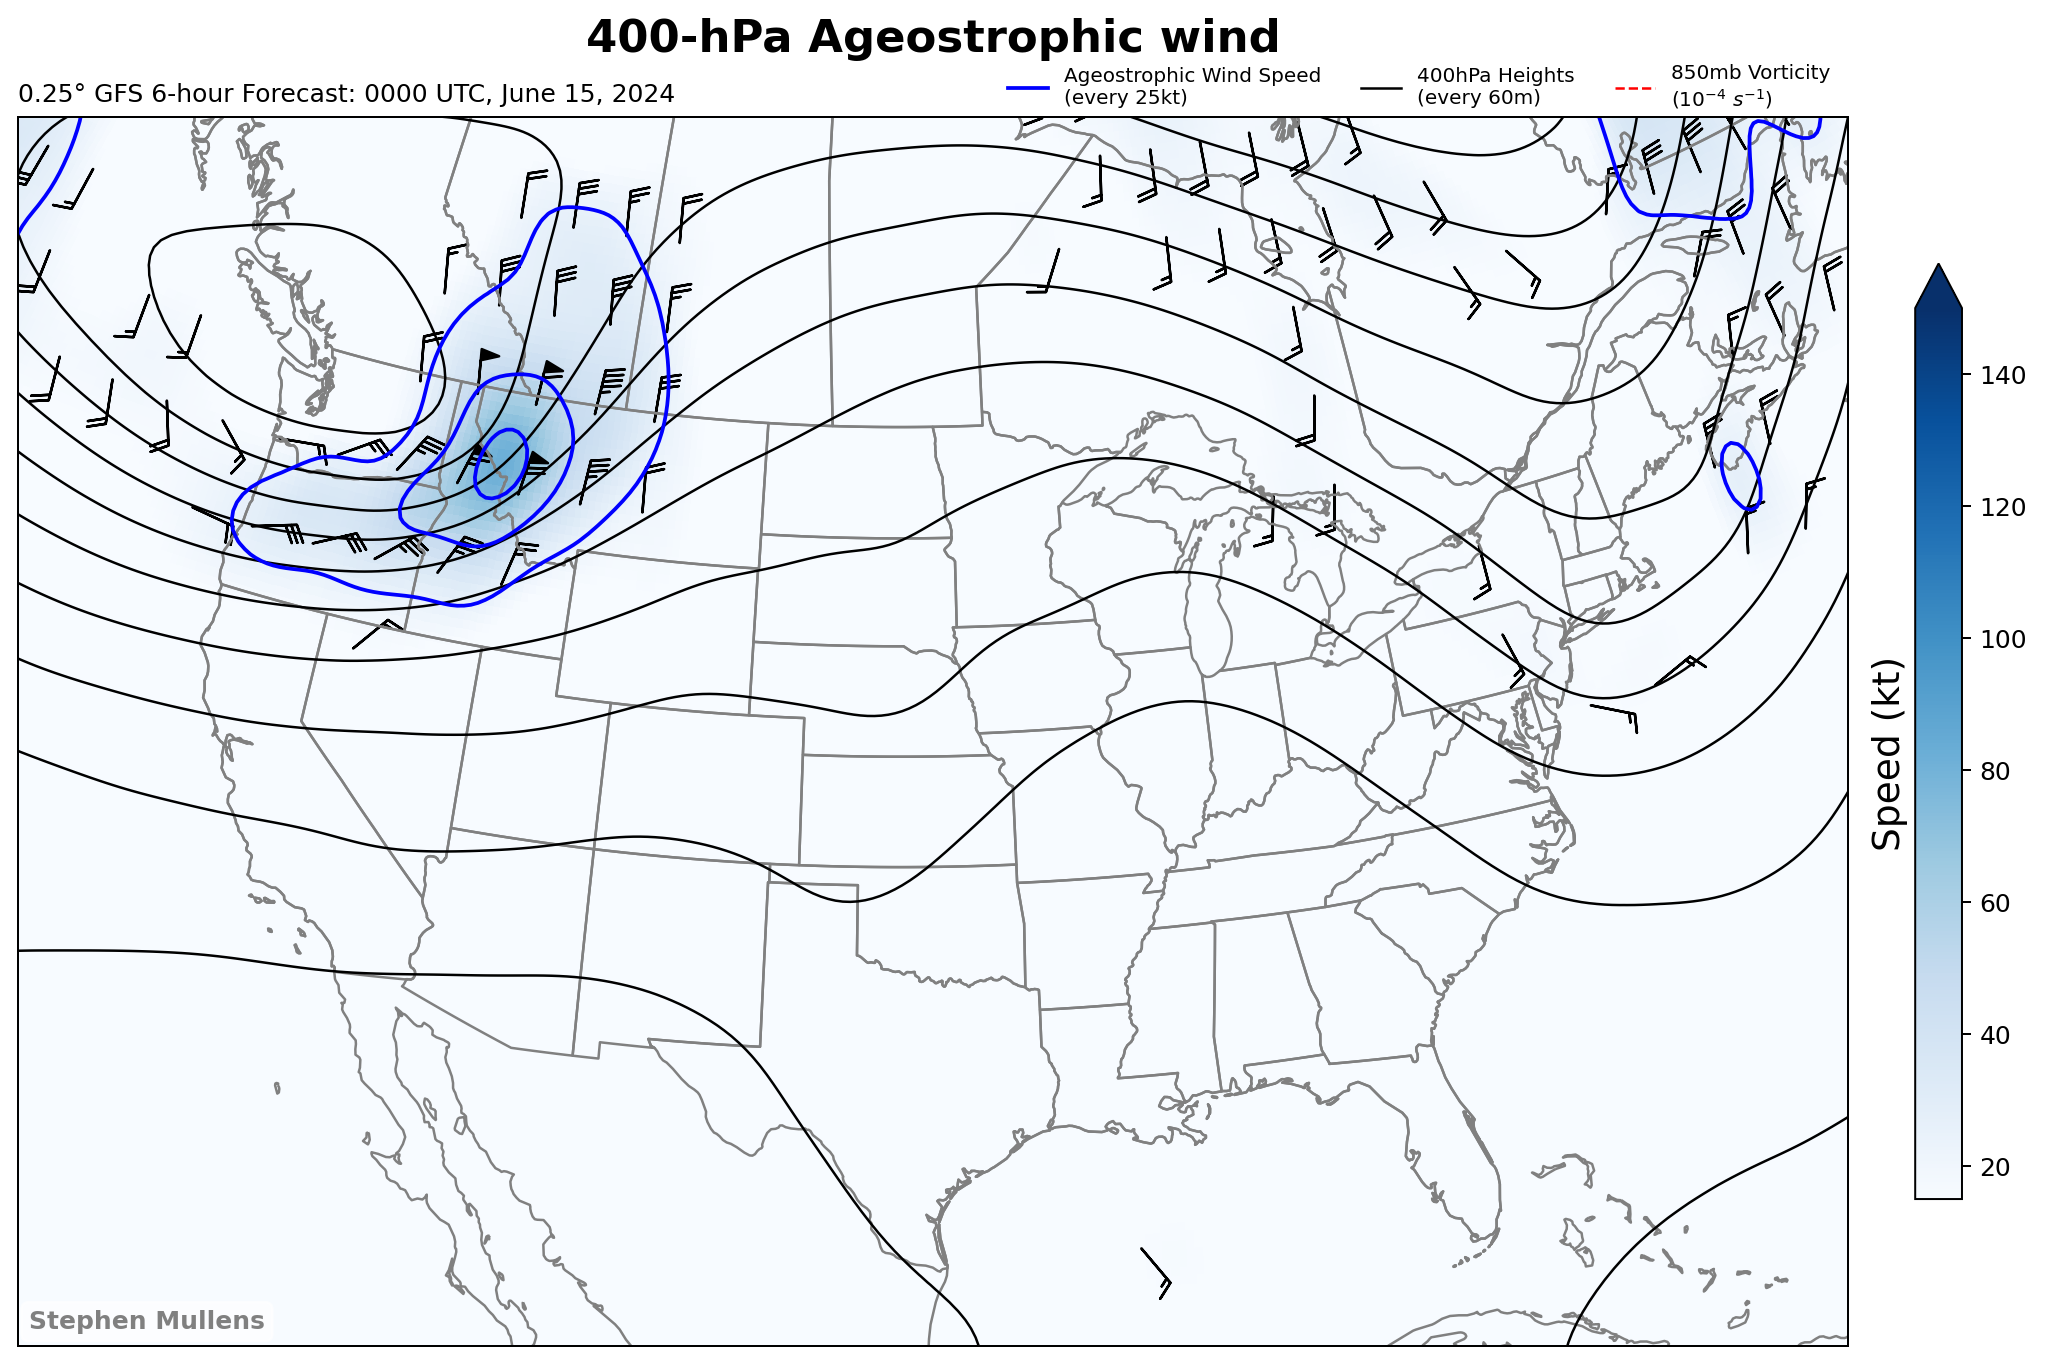 400-hPa Ageostrophic wind
0.25° GFS 6-hour Forecast: 0000 UTC, June 15, 2024
Ageostrophic Wind Speed
(every 25kt)
400hPa Heights
(every 60m)
850mb Vorticity
(10⁻⁴ s⁻¹)
140
120
100
80
60
40
20
Speed (kt)
Stephen Mullens